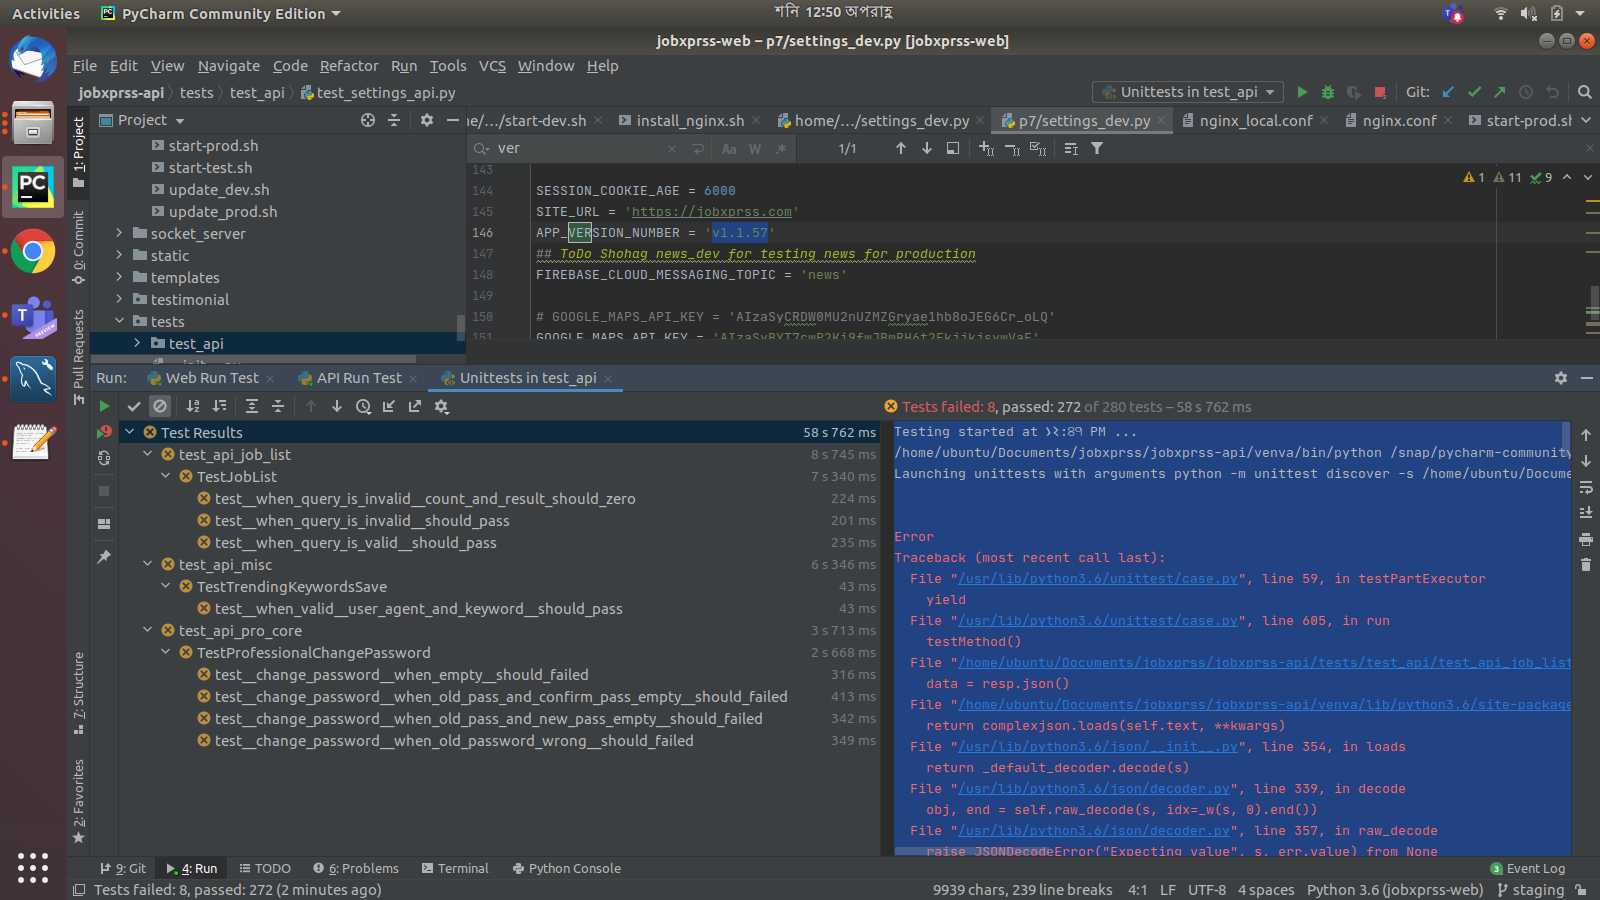 Activities
PyCharm Community Edition
শনি 12:50 অপরাহ্ণ
jobxprss-web – p7/settings_dev.py [jobxprss-web]
File Edit View Navigate Code Refactor Run Tools VCS Window Help
jobxprss-api tests test_api test_settings_api.py
Unittests in test_api
Git:
1: Project
Project
start-dev.sh
install_nginx.sh
home/.../settings_dev.py
p7/settings_dev.py
nginx_local.conf
nginx.conf
start-prod.sh
start-prod.sh
start-test.sh
update_dev.sh
update_prod.sh
socket_server
static
templates
testimonial
tests
test_api
0: Commit
Pull Requests
ver
Aa W .*
1/1
1 11 9
143
144 SESSION_COOKIE_AGE = 6000
145 SITE_URL = 'https://jobxprss.com'
146 APP_VERSION_NUMBER = 'v1.1.57'
147 ## ToDo Shohag news_dev for testing news for production
148 FIREBASE_CLOUD_MESSAGING_TOPIC = 'news'
149
150 # GOOGLE_MAPS_API_KEY = 'AIzaSyCRDW0MU2nUZMZGryae1hb8oJEG6Cr_oLQ'
151
Run:
Web Run Test
API Run Test
Unittests in test_api
Tests failed: 8, passed: 272 of 280 tests – 58 s 762 ms
Test Results 58 s 762 ms
test_api_job_list 8 s 745 ms
TestJobList 7 s 340 ms
test__when_query_is_invalid__count_and_result_should_zero 224 ms
test__when_query_is_invalid__should_pass 201 ms
test__when_query_is_valid__should_pass 235 ms
test_api_misc 6 s 346 ms
TestTrendingKeywordsSave 43 ms
test__when_valid__user_agent_and_keyword__should_pass 43 ms
test_api_pro_core 3 s 713 ms
TestProfessionalChangePassword 2 s 668 ms
test__change_password__when_empty__should_failed 316 ms
test__change_password__when_old_pass_and_confirm_pass_empty__should_failed 413 ms
test__change_password__when_old_pass_and_new_pass_empty__should_failed 342 ms
test__change_password__when_old_password_wrong__should_failed 349 ms
Testing started at ১২:৪৭ PM ...
/home/ubuntu/Documents/jobxprss/jobxprss-api/venva/bin/python /snap/pycharm-community
Launching unittests with arguments python -m unittest discover -s /home/ubuntu/Docume
Error
Traceback (most recent call last):
File "/usr/lib/python3.6/unittest/case.py", line 59, in testPartExecutor
yield
File "/usr/lib/python3.6/unittest/case.py", line 605, in run
testMethod()
File "/home/ubuntu/Documents/jobxprss/jobxprss-api/tests/test_api/test_api_job_list
data = resp.json()
File "/home/ubuntu/Documents/jobxprss/jobxprss-api/venva/lib/python3.6/site-package
return complexjson.loads(self.text, **kwargs)
File "/usr/lib/python3.6/json/__init__.py", line 354, in loads
return _default_decoder.decode(s)
File "/usr/lib/python3.6/json/decoder.py", line 339, in decode
obj, end = self.raw_decode(s, idx=_w(s, 0).end())
File "/usr/lib/python3.6/json/decoder.py", line 357, in raw_decode
raise JSONDecodeError("Expecting value", s, err.value) from None
7: Structure
2: Favorites
9: Git
4: Run
TODO
6: Problems
Terminal
Python Console
3 Event Log
Tests failed: 8, passed: 272 (2 minutes ago)
9939 chars, 239 line breaks 4:1 LF UTF-8 4 spaces Python 3.6 (jobxprss-web) staging